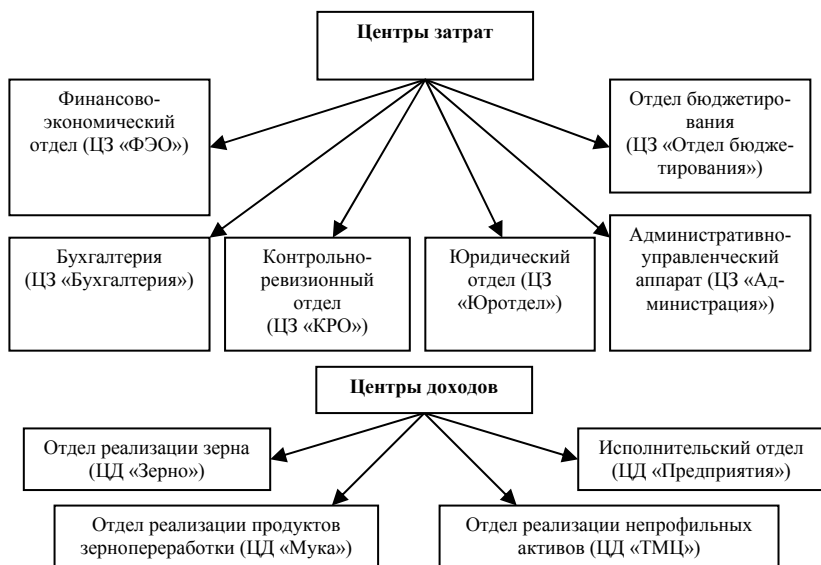 Центры затрат
Финансово-
экономический
отдел (ЦЗ «ФЭО»)
Отдел бюджетиро-
вания
(ЦЗ «Отдел бюдже-
тирования»)
Бухгалтерия
(ЦЗ «Бухгалтерия»)
Контрольно-
ревизионный
отдел
(ЦЗ «КРО»)
Юридический
отдел (ЦЗ
«Юротдел»)
Административно-
управленческий
аппарат (ЦЗ «Ад-
министрация»)
Центры доходов
Отдел реализации зерна
(ЦД «Зерно»)
Исполнительский отдел
(ЦД «Предприятия»)
Отдел реализации продуктов
зернопереработки (ЦД «Мука»)
Отдел реализации непрофильных
активов (ЦД «ТМЦ»)